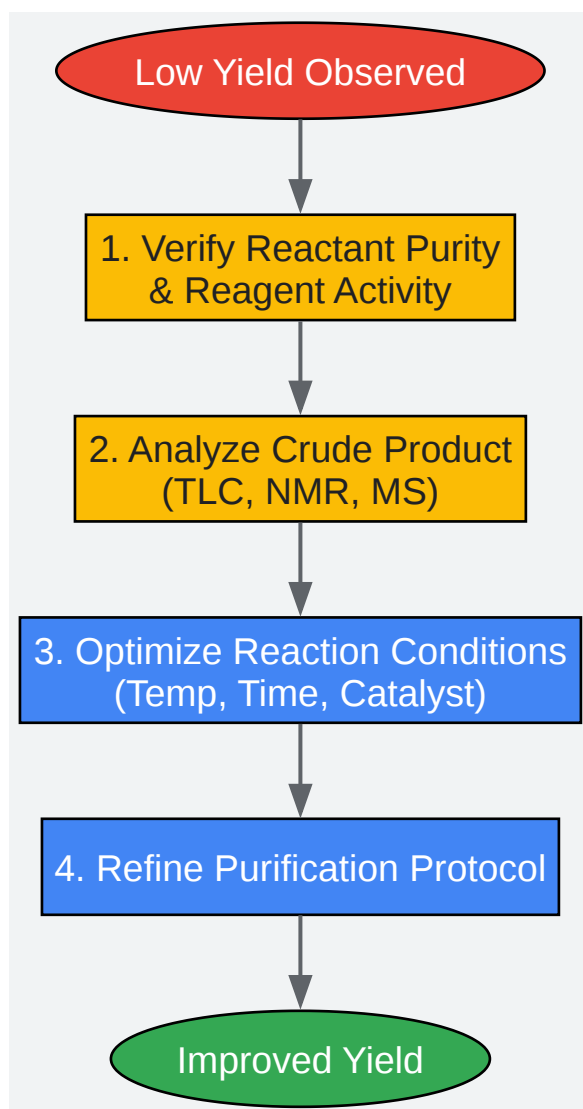 Low Yield Observed
1. Verify Reactant Purity
& Reagent Activity
2. Analyze Crude Product
(TLC, NMR, MS)
3. Optimize Reaction Conditions
(Temp, Time, Catalyst)
4. Refine Purification Protocol
Improved Yield